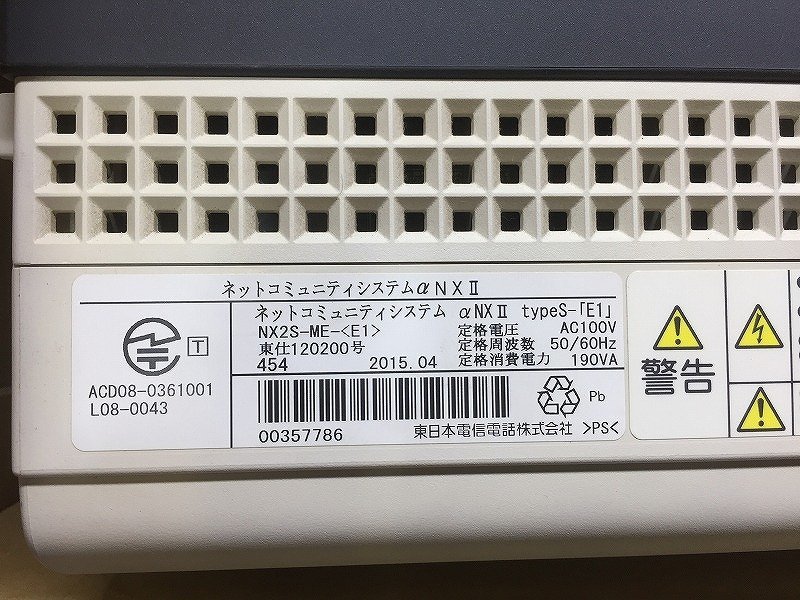 ネットコミュニティシステムαNXⅡ
ネットコミュニティシステム αNXⅡ typeS-「E1」
NX2S-ME-<E1> 定格電圧 AC100V
東仕120200号 定格周波数 50/60Hz
454 2015.04 定格消費電力 190VA
T
ACD08-0361001
L08-0043
00357786
Pb
東日本電信電話株式会社 >PS<
警告